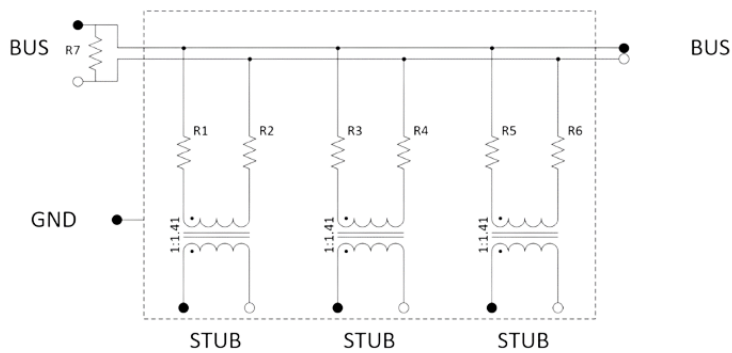 BUS
R7
BUS
R1
R2
R3
R4
R5
R6
GND
1:1.41
1:1.41
1:1.41
STUB
STUB
STUB